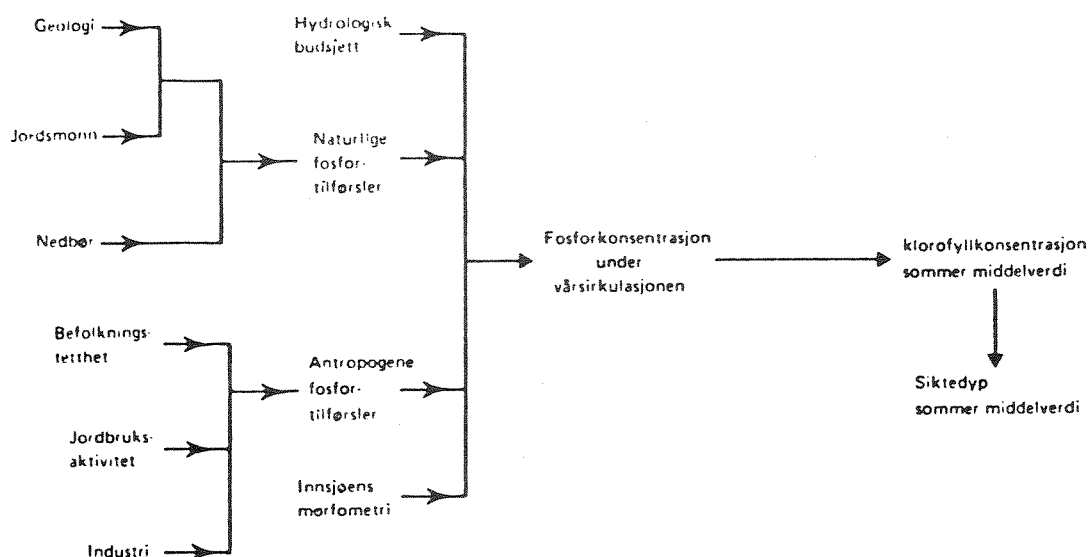 Geologi
Jordsmonn
Nedbør
Befolknings-
tetthet
Jordbruks-
aktivitet
Industri
Hydrologisk
budsjett
Naturlige
fosfor-
tilførsler
Antropogene
fosfor-
tilførsler
Innsjøens
morfometri
Fosforkonsentrasjon
under
vårsirkulasjonen
klorofyllkonsentrasjon
sommer middelverdi
Siktedyp
sommer middelverdi